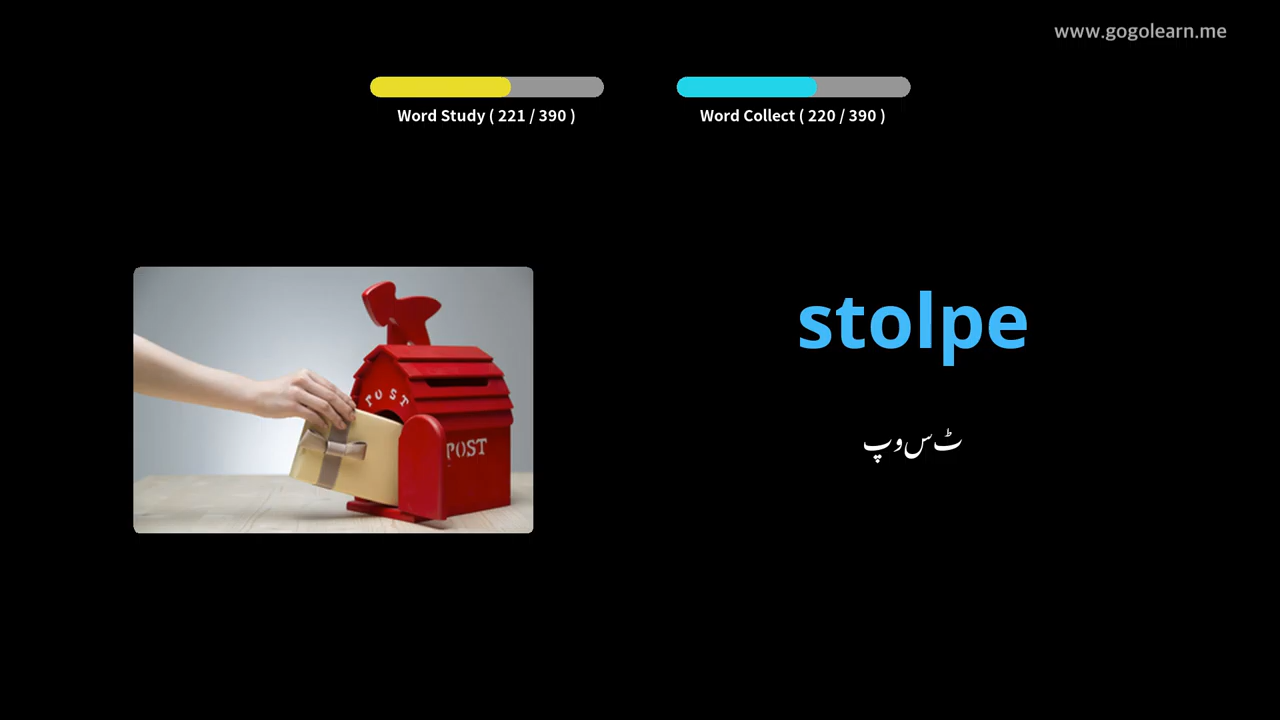 www.gogolearn.me
Word Study ( 221 / 390 )
Word Collect ( 220 / 390 )
POST
POST
stolpe
ٹ‌س‌وپ